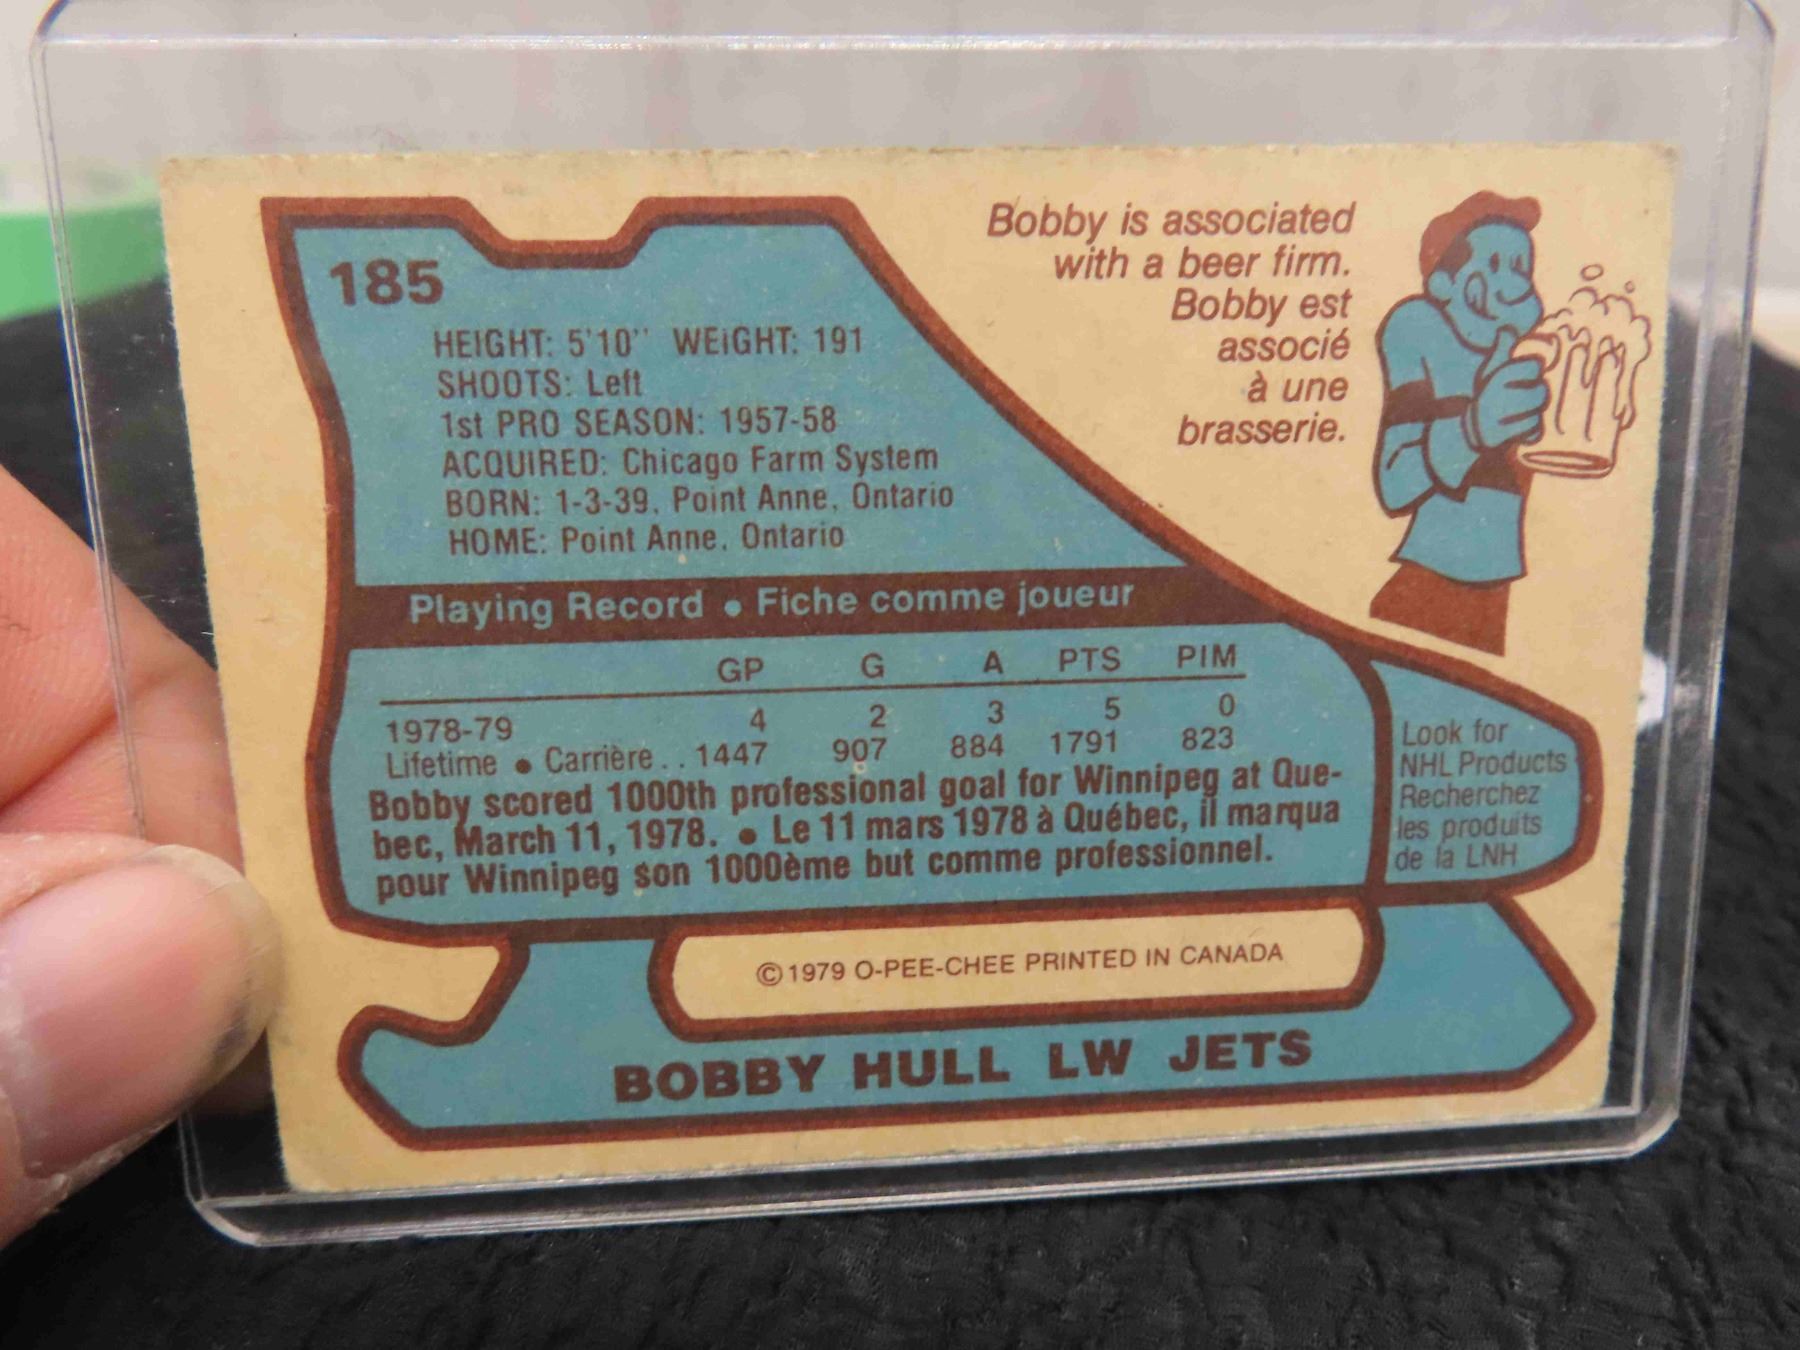 185
HEIGHT: 5'10'' WEIGHT: 191
SHOOTS: Left
1st PRO SEASON: 1957-58
ACQUIRED: Chicago Farm System
BORN: 1-3-39, Point Anne, Ontario
HOME: Point Anne, Ontario
Bobby is associated
with a beer firm.
Bobby est
associé
à une
brasserie.
Playing Record • Fiche comme joueur
GP G A PTS PIM
1978-79 4 2 3 5 0
Lifetime • Carrière . . 1447 907 884 1791 823
Bobby scored 1000th professional goal for Winnipeg at Que-
bec, March 11, 1978. • Le 11 mars 1978 à Québec, il marqua
pour Winnipeg son 1000ème but comme professionnel.
Look for
NHL Products
Recherchez
les produits
de la LNH
© 1979 O-PEE-CHEE PRINTED IN CANADA
BOBBY HULL LW JETS